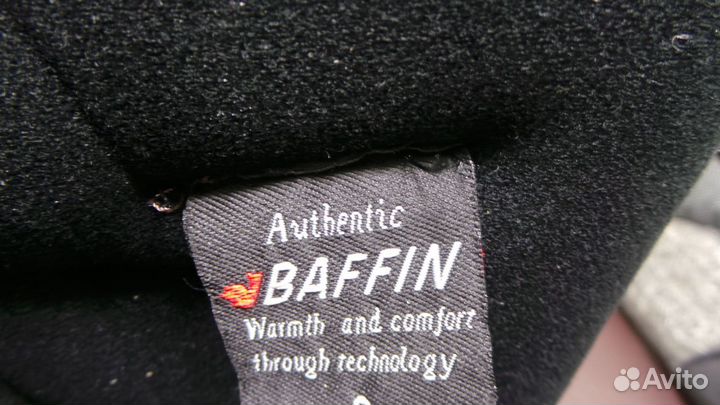 Authentic
BAFFIN
Warmth and comfort
through technology
Avito